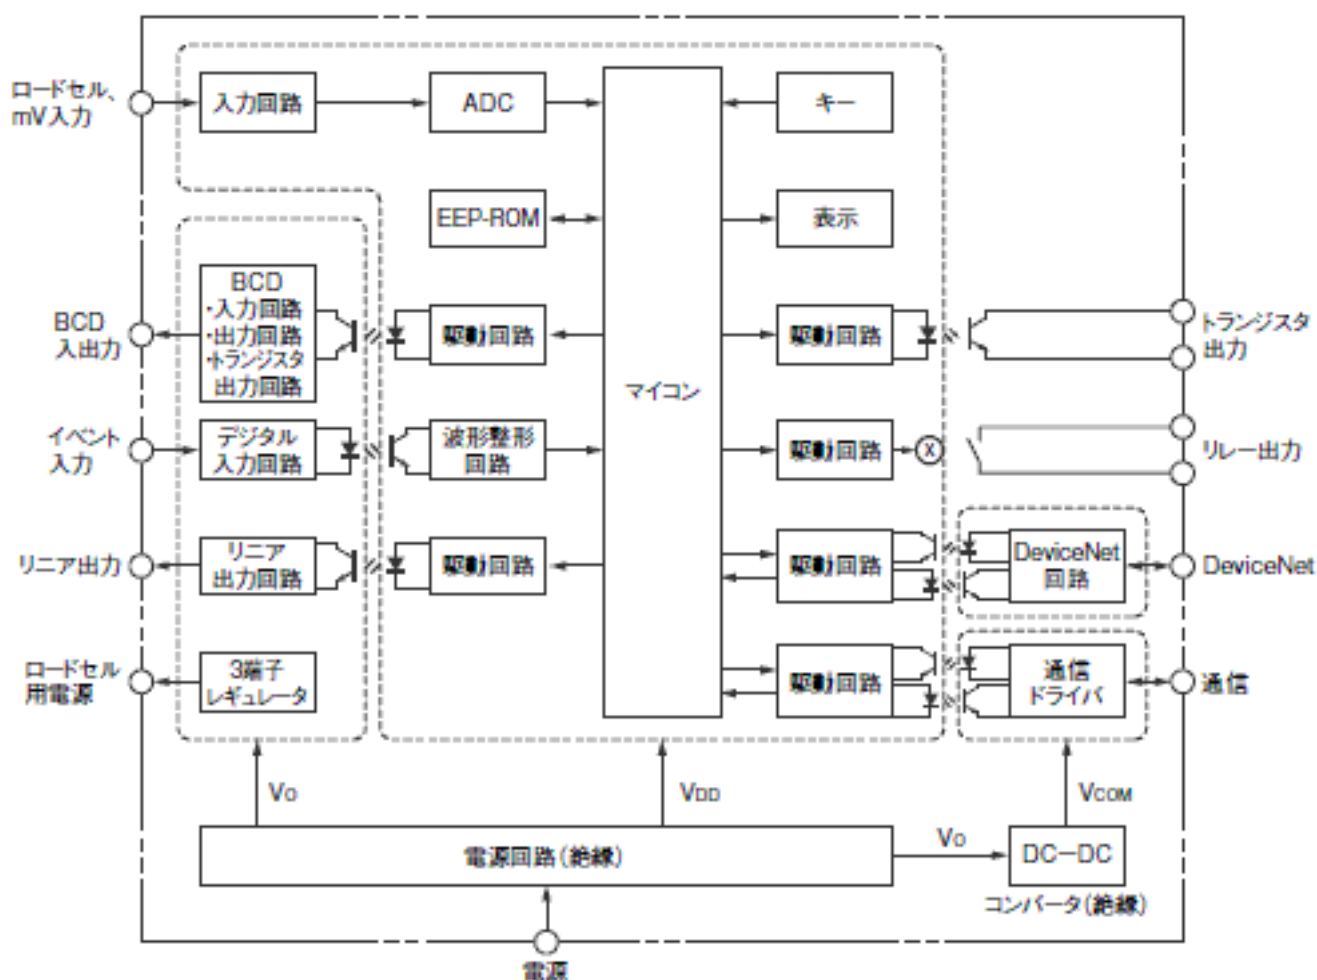 ロードセル、
mV入力
入力回路
ADC
キー
EEP-ROM
表示
マイコン
BCD
入出力
BCD
・入力回路
・出力回路
・トランジスタ
出力回路
駆動回路
駆動回路
トランジスタ
出力
イベント
入力
デジタル
入力回路
波形整形
回路
駆動回路
X
リレー出力
リニア出力
リニア
出力回路
駆動回路
駆動回路
DeviceNet
回路
DeviceNet
ロードセル
用電源
3端子
レギュレータ
駆動回路
通信
ドライバ
通信
VO
VDD
VCOM
電源回路(絶縁)
VO
DC－DC
コンバータ(絶縁)
電源